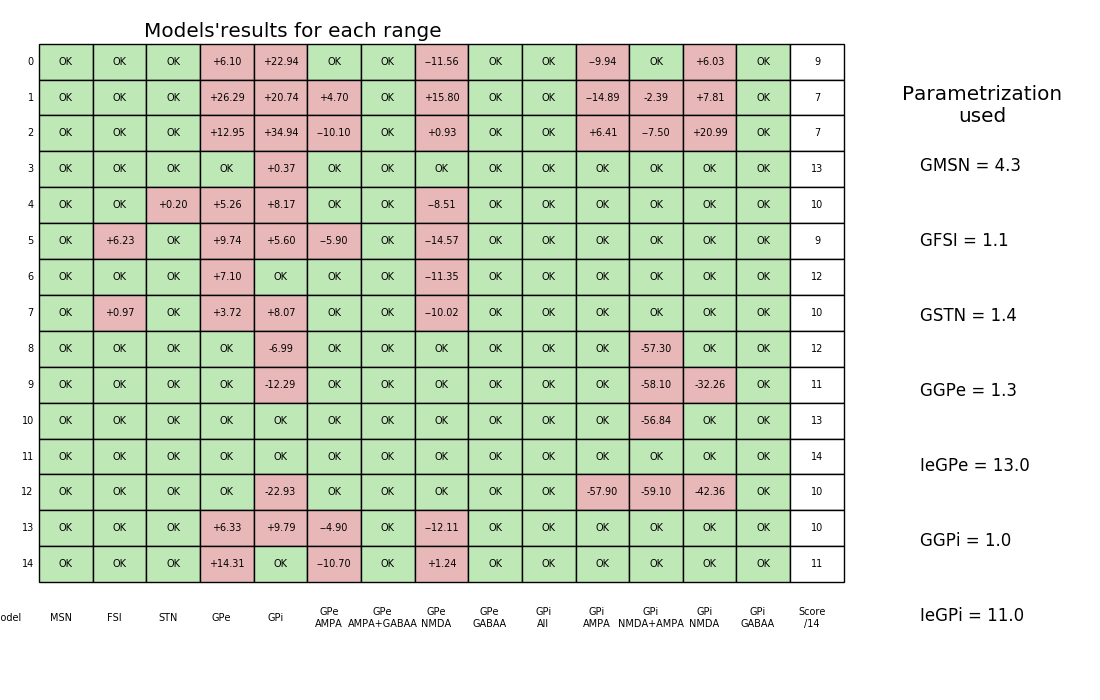 Models'results for each range
0 OK OK OK +6.10 +22.94 OK OK −11.56 OK OK −9.94 OK +6.03 OK 9
1 OK OK OK +26.29 +20.74 +4.70 OK +15.80 OK OK −14.89 -2.39 +7.81 OK 7
2 OK OK OK +12.95 +34.94 −10.10 OK +0.93 OK OK +6.41 −7.50 +20.99 OK 7
3 OK OK OK OK +0.37 OK OK OK OK OK OK OK OK OK 13
4 OK OK +0.20 +5.26 +8.17 OK OK −8.51 OK OK OK OK OK OK 10
5 OK +6.23 OK +9.74 +5.60 −5.90 OK −14.57 OK OK OK OK OK OK 9
6 OK OK OK +7.10 OK OK OK −11.35 OK OK OK OK OK OK 12
7 OK +0.97 OK +3.72 +8.07 OK OK −10.02 OK OK OK OK OK OK 10
8 OK OK OK OK -6.99 OK OK OK OK OK OK -57.30 OK OK 12
9 OK OK OK OK -12.29 OK OK OK OK OK OK -58.10 -32.26 OK 11
10 OK OK OK OK OK OK OK OK OK OK OK -56.84 OK OK 13
11 OK OK OK OK OK OK OK OK OK OK OK OK OK OK 14
12 OK OK OK OK -22.93 OK OK OK OK OK -57.90 -59.10 -42.36 OK 10
13 OK OK OK +6.33 +9.79 −4.90 OK −12.11 OK OK OK OK OK OK 10
14 OK OK OK +14.31 OK −10.70 OK +1.24 OK OK OK OK OK OK 11
odel MSN FSI STN GPe GPi GPe AMPA GPe AMPA+GABAA GPe NMDA GPe GABAA GPi All GPi AMPA GPi NMDA+AMPA GPi NMDA GPi GABAA Score /14
Parametrization
used
GMSN = 4.3
GFSI = 1.1
GSTN = 1.4
GGPe = 1.3
IeGPe = 13.0
GGPi = 1.0
IeGPi = 11.0